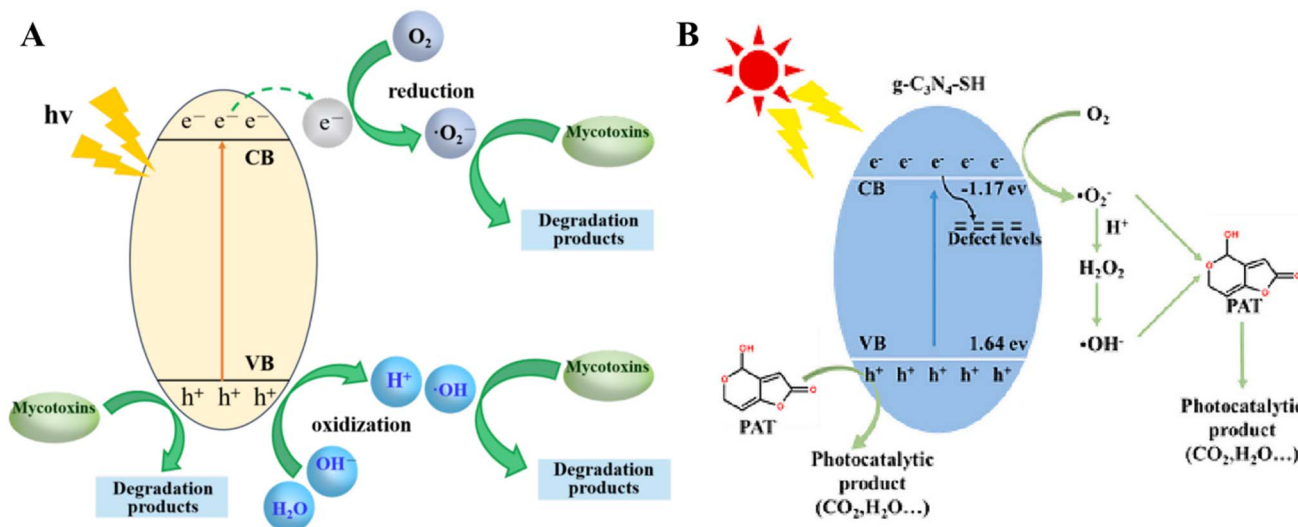 A
hv
e⁻ e⁻ e⁻
CB
VB
h⁺ h⁺ h⁺
e⁻
O₂
reduction
·O₂⁻
Mycotoxins
Degradation
products
Mycotoxins
Degradation
products
oxidization
OH⁻
H₂O
H⁺
·OH
Mycotoxins
Degradation
products
B
g-C₃N₄-SH
e⁻ e⁻ e⁻ e⁻ e⁻
CB
-1.17 ev
Defect levels
VB
1.64 ev
h⁺ h⁺ h⁺ h⁺ h⁺
O₂
•O₂⁻
H⁺
H₂O₂
•OH⁻
OH
O
O
O
PAT
Photocatalytic
product
(CO₂,H₂O…)
OH
O
O
O
PAT
Photocatalytic
product
(CO₂,H₂O…)